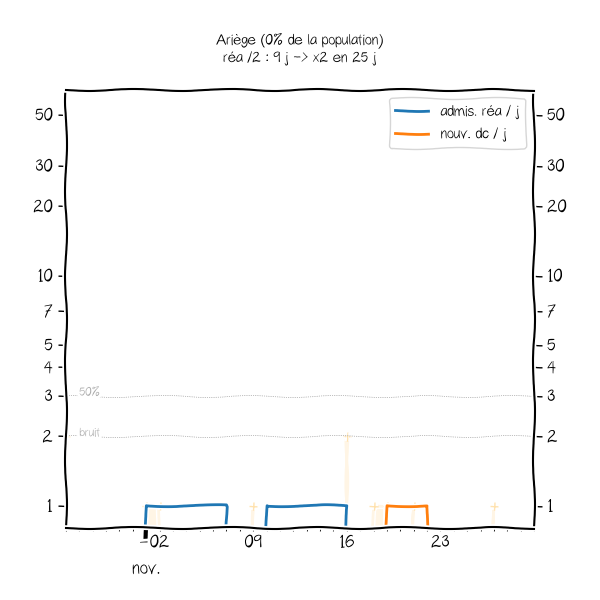 Ariège (0% de la population)
réa /2 : 9 j -> x2 en 25 j
admis. réa / j
nouv. dc / j
50 50
30 30
20 20
10 10
7 7
5 5
4 4
3 50% 3
2 bruit 2
1 1
02 09 16 23
nov.